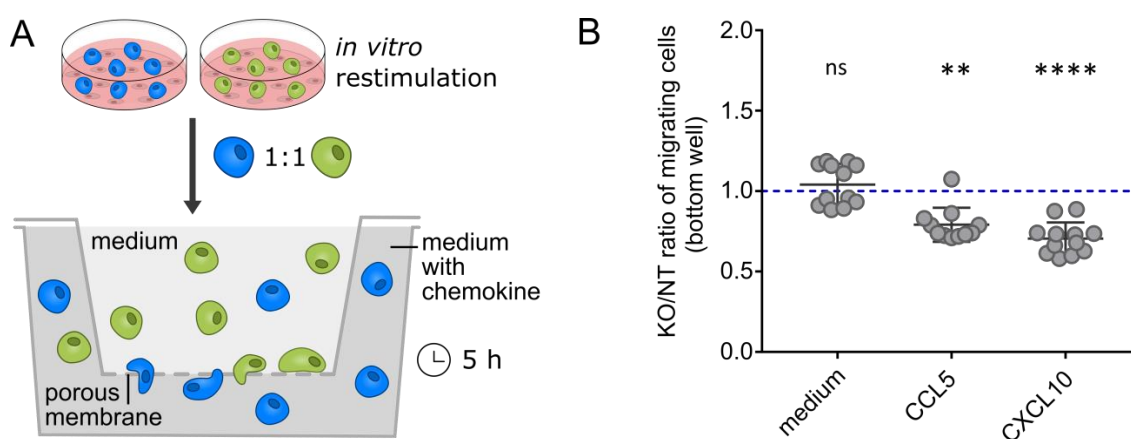 A
in vitro
restimulation
1:1
medium
medium
with
chemokine
5 h
porous
membrane
B
KO/NT ratio of migrating cells
(bottom well)
2.0
1.5
1.0
0.5
0.0
ns
**
****
medium
CCL5
CXCL10